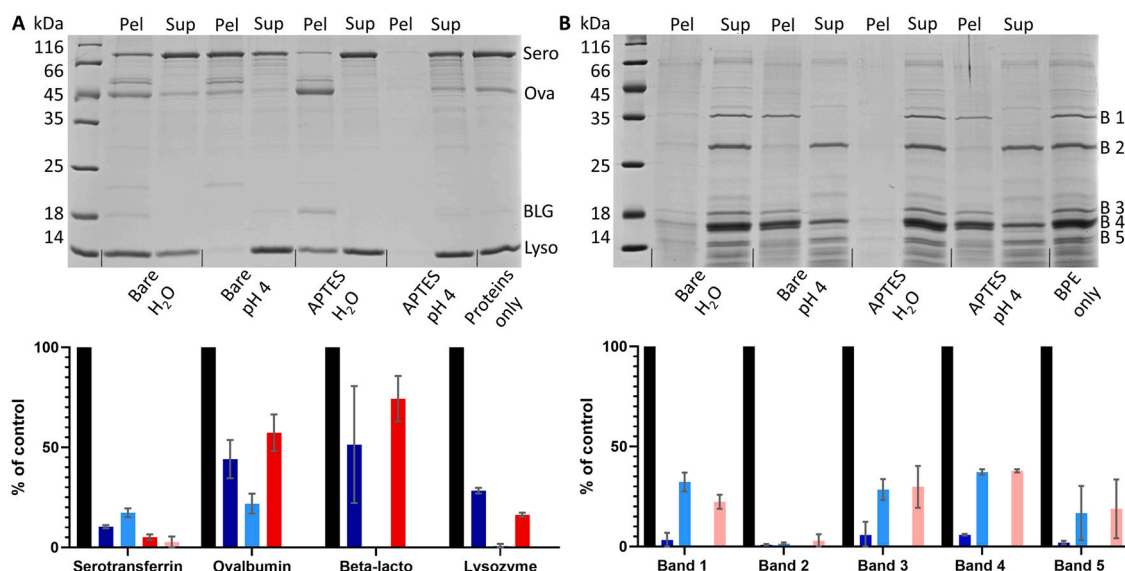 A kDa Pel Sup Pel Sup Pel Sup Pel Sup
116
66
45
35
25
18
14
Sero
Ova
BLG
Lyso
Bare H2O
Bare pH 4
APTES H2O
APTES pH 4
Proteins only
B kDa Pel Sup Pel Sup Pel Sup Pel Sup
116
66
45
35
25
18
14
B 1
B 2
B 3
B 4
B 5
Bare H2O
Bare pH 4
APTES H2O
APTES pH 4
BPE only
% of control
100
50
0
Serotransferrin Ovalbumin Beta-lacto Lysozyme
% of control
100
50
0
Band 1 Band 2 Band 3 Band 4 Band 5